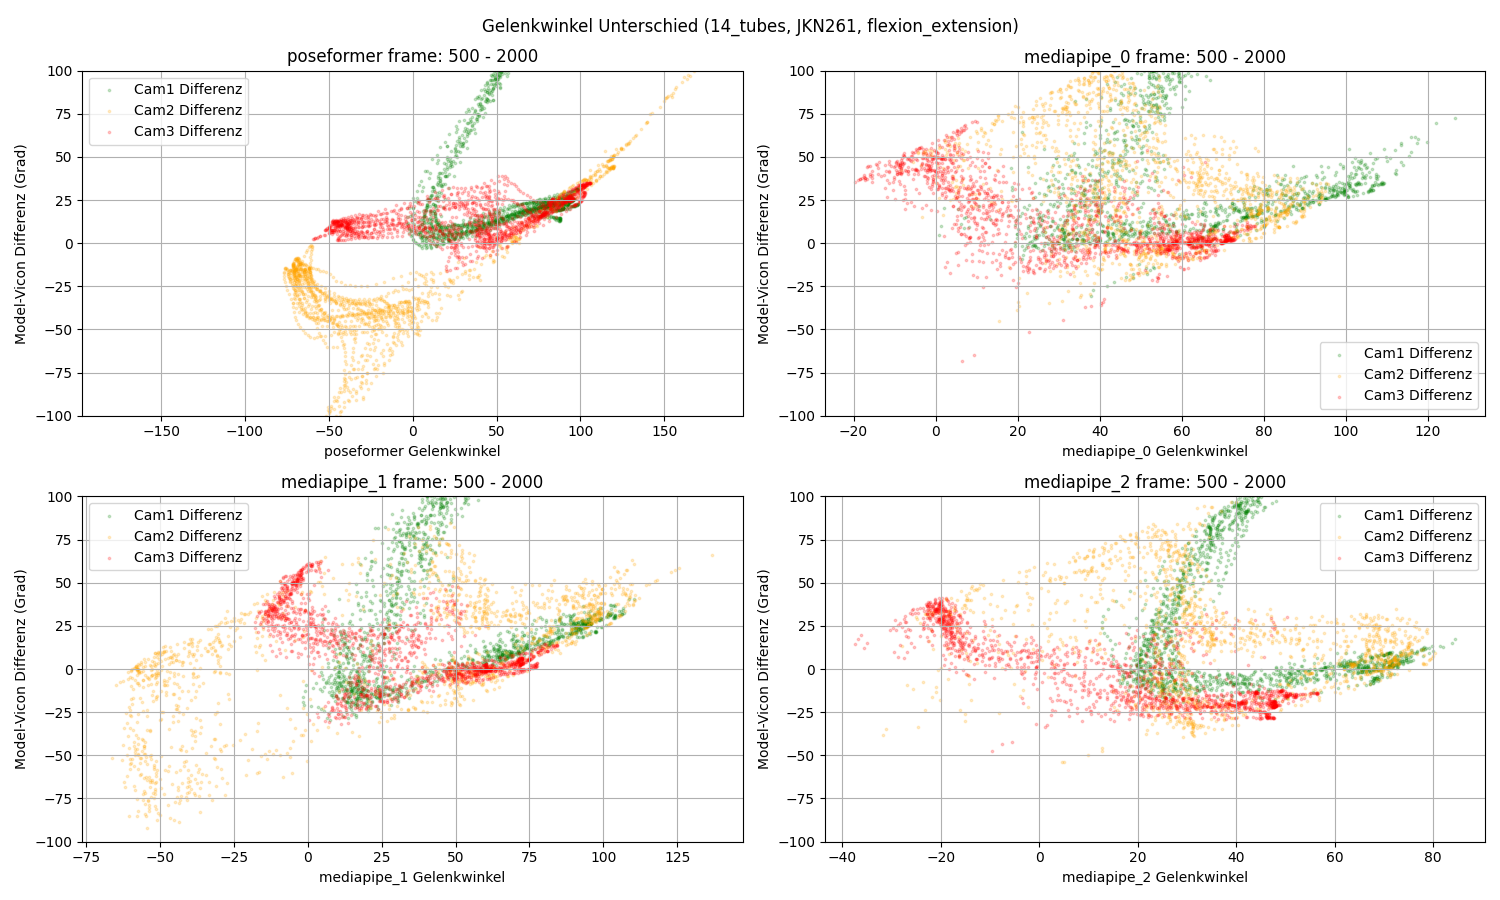 Gelenkwinkel Unterschied (14_tubes, JKN261, flexion_extension)
poseformer frame: 500 - 2000
100
75
50
25
0
−25
−50
−75
−100
Model-Vicon Differenz (Grad)
Cam1 Differenz
Cam2 Differenz
Cam3 Differenz
−150 −100 −50 0 50 100 150
poseformer Gelenkwinkel
mediapipe_0 frame: 500 - 2000
100
75
50
25
0
−25
−50
−75
−100
Model-Vicon Differenz (Grad)
Cam1 Differenz
Cam2 Differenz
Cam3 Differenz
−20 0 20 40 60 80 100 120
mediapipe_0 Gelenkwinkel
mediapipe_1 frame: 500 - 2000
100
75
50
25
0
−25
−50
−75
−100
Model-Vicon Differenz (Grad)
Cam1 Differenz
Cam2 Differenz
Cam3 Differenz
−75 −50 −25 0 25 50 75 100 125
mediapipe_1 Gelenkwinkel
mediapipe_2 frame: 500 - 2000
100
75
50
25
0
−25
−50
−75
−100
Model-Vicon Differenz (Grad)
Cam1 Differenz
Cam2 Differenz
Cam3 Differenz
−40 −20 0 20 40 60 80
mediapipe_2 Gelenkwinkel